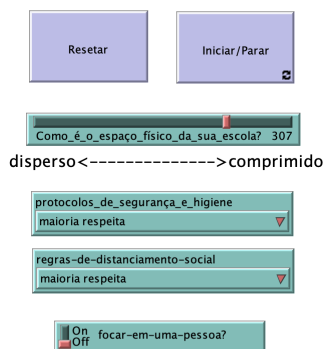 Resetar
Iniciar/Parar
Como_é_o_espaço_físico_da_sua_escola? 307
disperso<--------------->comprimido
protocolos_de_segurança_e_higiene
maioria respeita
regras-de-distanciamento-social
maioria respeita
On
Off
focar-em-uma-pessoa?